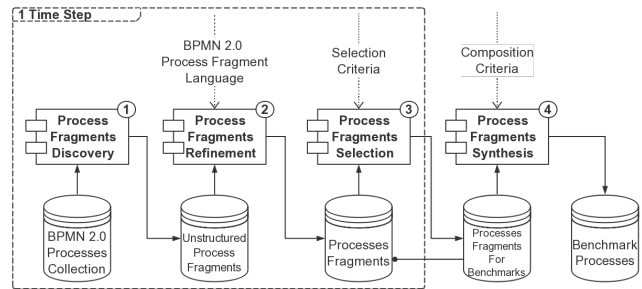 1 Time Step
BPMN 2.0
Process Fragment
Language
Selection
Criteria
Composition
Criteria
1
Process
Fragments
Discovery
2
Process
Fragments
Refinement
3
Process
Fragments
Selection
4
Process
Fragments
Synthesis
BPMN 2.0
Processes
Collection
Unstructured
Process
Fragments
Processes
Fragments
Processes
Fragments
For
Benchmarks
Benchmark
Processes